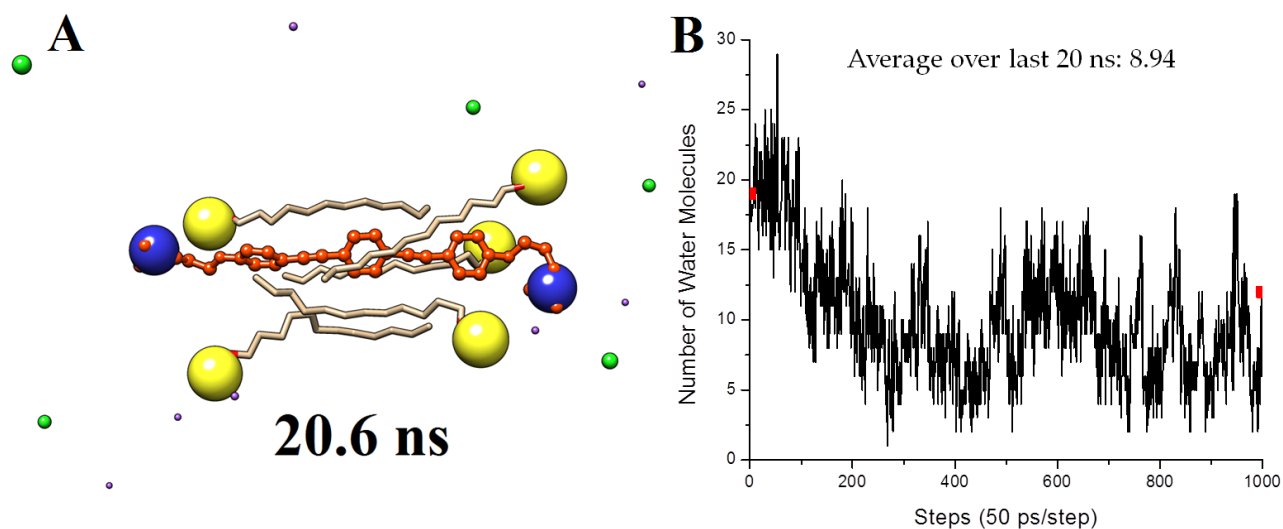 A
20.6 ns
B
Average over last 20 ns: 8.94
Number of Water Molecules
30
25
20
15
10
5
0
0 200 400 600 800 1000
Steps (50 ps/step)